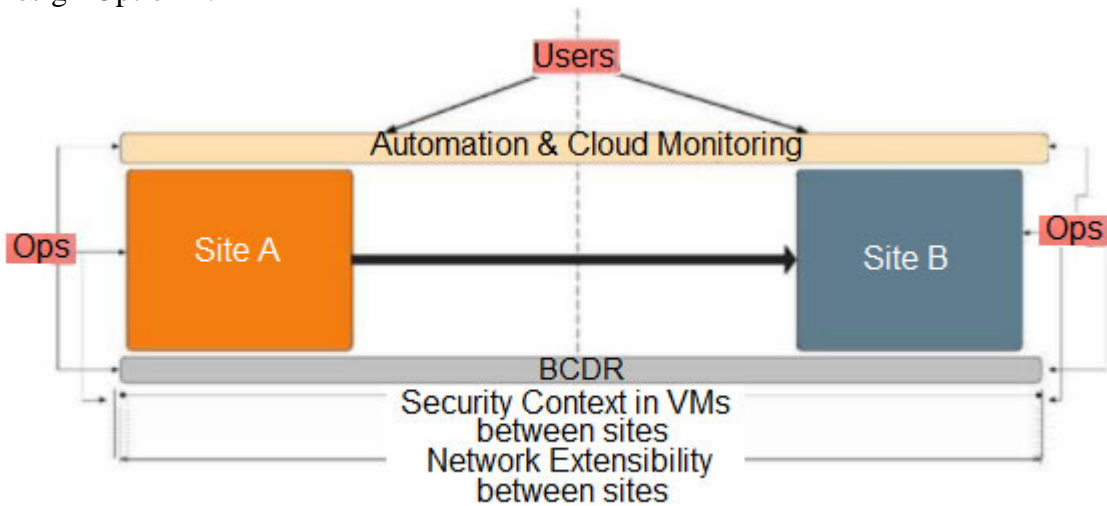 Users
Automation & Cloud Monitoring
Ops
Site A
Site B
Ops
BCDR
Security Context in VMs
between sites
Network Extensibility
between sites